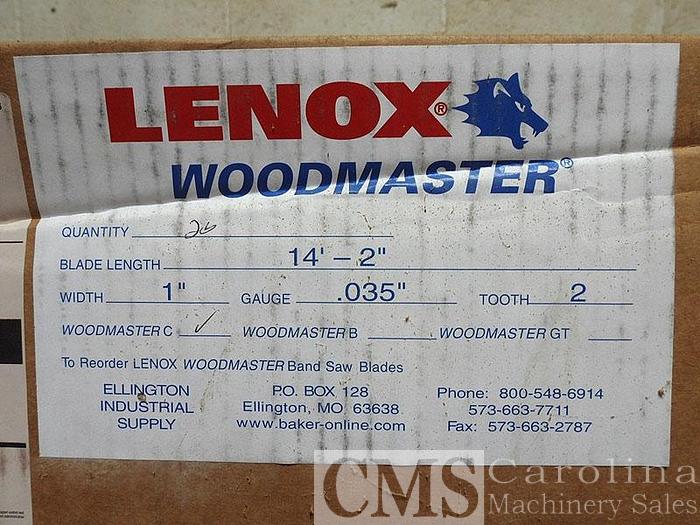 LENOX®
WOODMASTER®
QUANTITY 20
BLADE LENGTH 14' – 2"
WIDTH 1" GAUGE .035" TOOTH 2
WOODMASTER C ✓ WOODMASTER B WOODMASTER GT
To Reorder LENOX WOODMASTER Band Saw Blades
ELLINGTON INDUSTRIAL SUPPLY
P.O. BOX 128
Ellington, MO 63638
www.baker-online.com
Phone: 800-548-6914
573-663-7711
Fax: 573-663-2787
CMS Carolina
Machinery Sales